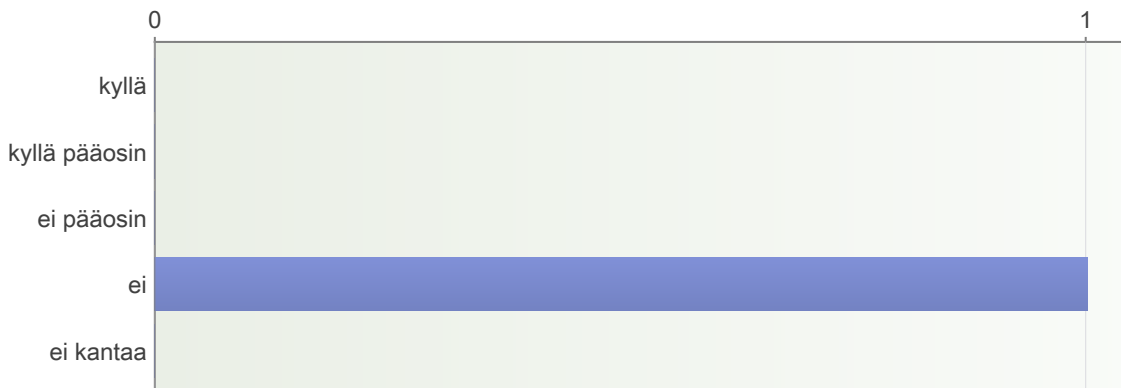 0 1
kyllä
kyllä pääosin
ei pääosin
ei
ei kantaa